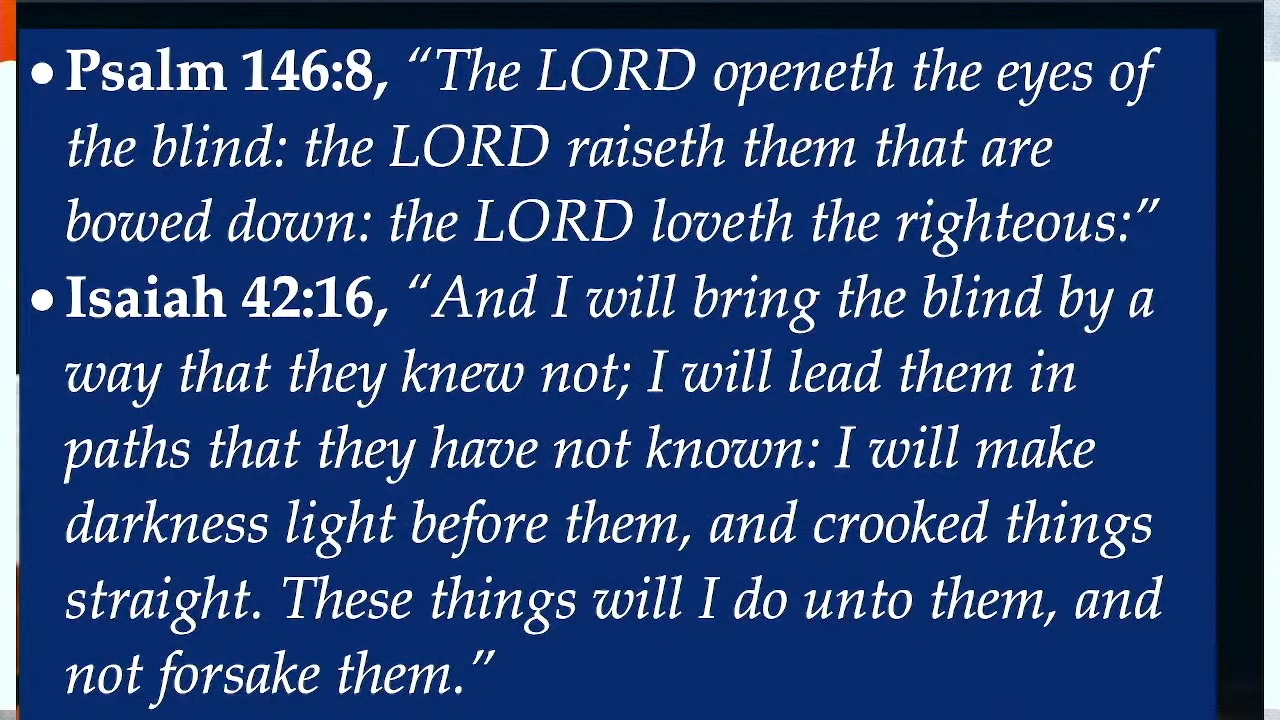 • Psalm 146:8, “The LORD openeth the eyes of
the blind: the LORD raiseth them that are
bowed down: the LORD loveth the righteous:”
• Isaiah 42:16, “And I will bring the blind by a
way that they knew not; I will lead them in
paths that they have not known: I will make
darkness light before them, and crooked things
straight. These things will I do unto them, and
not forsake them.”